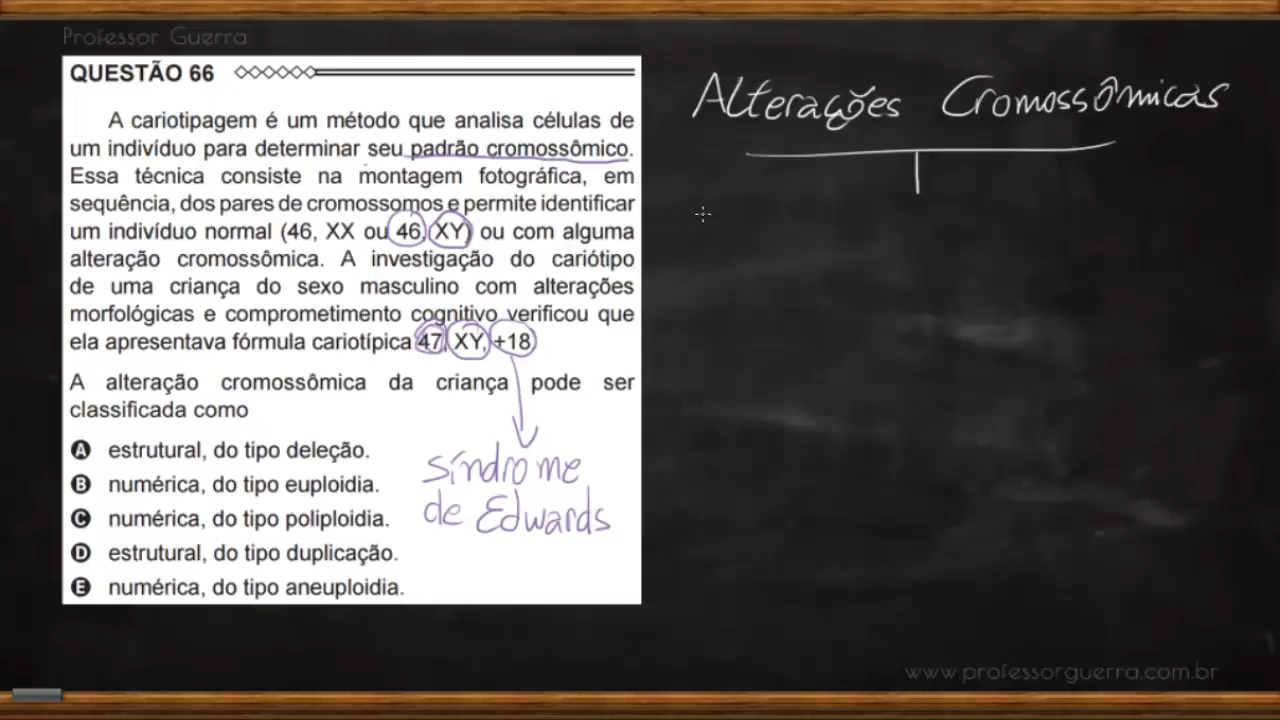 Professor Guerra
QUESTÃO 66
A cariotipagem é um método que analisa células de
um indivíduo para determinar seu padrão cromossômico.
Essa técnica consiste na montagem fotográfica, em
sequência, dos pares de cromossomos e permite identificar
um indivíduo normal (46, XX ou 46, XY) ou com alguma
alteração cromossômica. A investigação do cariótipo
de uma criança do sexo masculino com alterações
morfológicas e comprometimento cognitivo verificou que
ela apresentava fórmula cariotípica 47, XY, +18
A alteração cromossômica da criança pode ser
classificada como
A estrutural, do tipo deleção.
B numérica, do tipo euploidia.
C numérica, do tipo poliploidia.
D estrutural, do tipo duplicação.
E numérica, do tipo aneuploidia.
síndrome
de Edwards
Alterações Cromossômicas
www.professorguerra.com.br